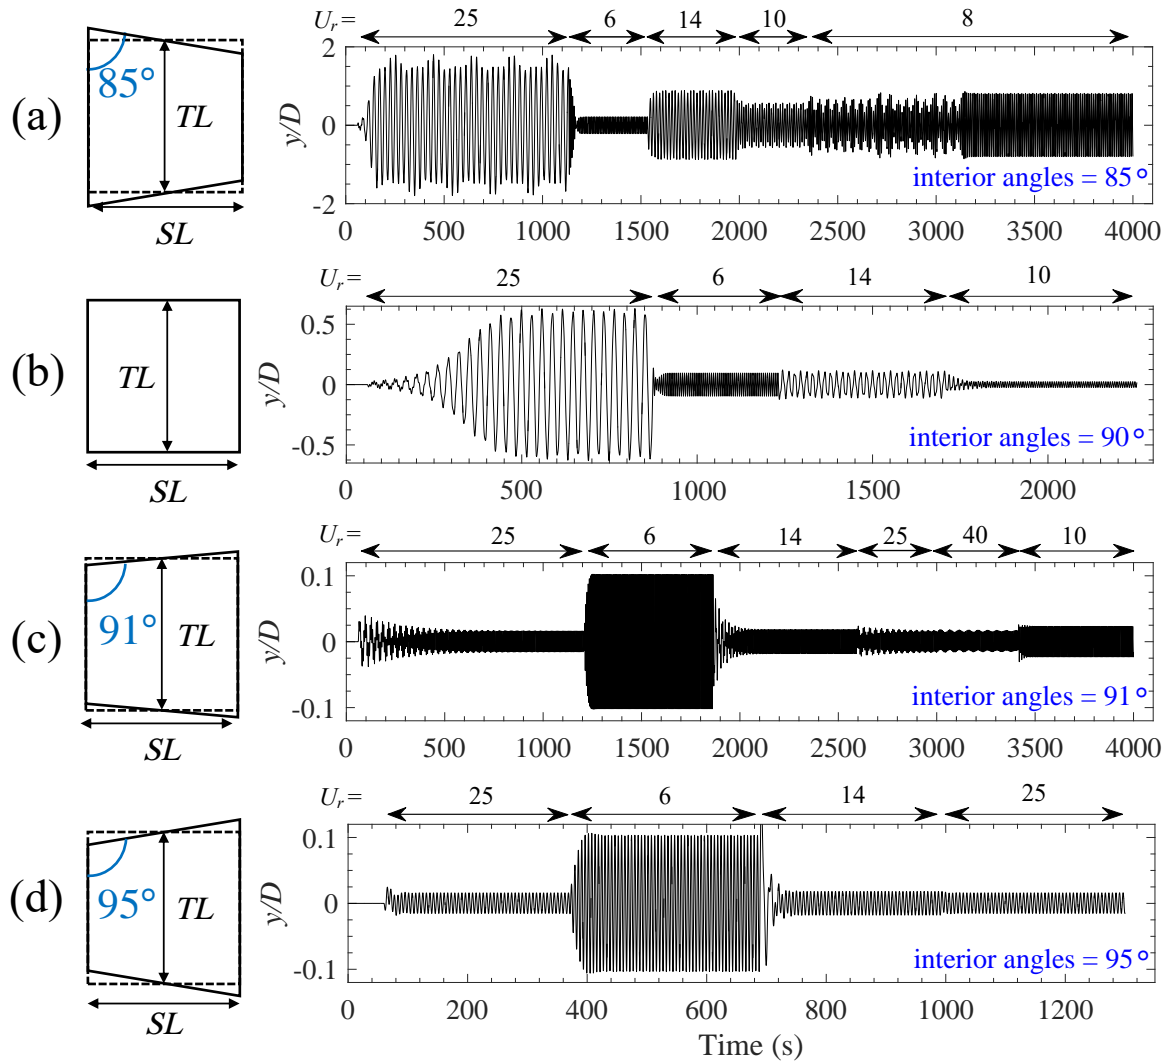 U_r = 25 6 14 10 8
(a) 85° TL SL
y/D 2 1 0 -1 -2
interior angles = 85°
0 500 1000 1500 2000 2500 3000 3500 4000
U_r = 25 6 14 10
(b) TL SL
y/D 0.5 0 -0.5
interior angles = 90°
0 500 1000 1500 2000
U_r = 25 6 14 25 40 10
(c) 91° TL SL
y/D 0.1 0 -0.1
interior angles = 91°
0 500 1000 1500 2000 2500 3000 3500 4000
U_r = 25 6 14 25
(d) 95° TL SL
y/D 0.1 0 -0.1
interior angles = 95°
0 200 400 600 800 1000 1200
Time (s)